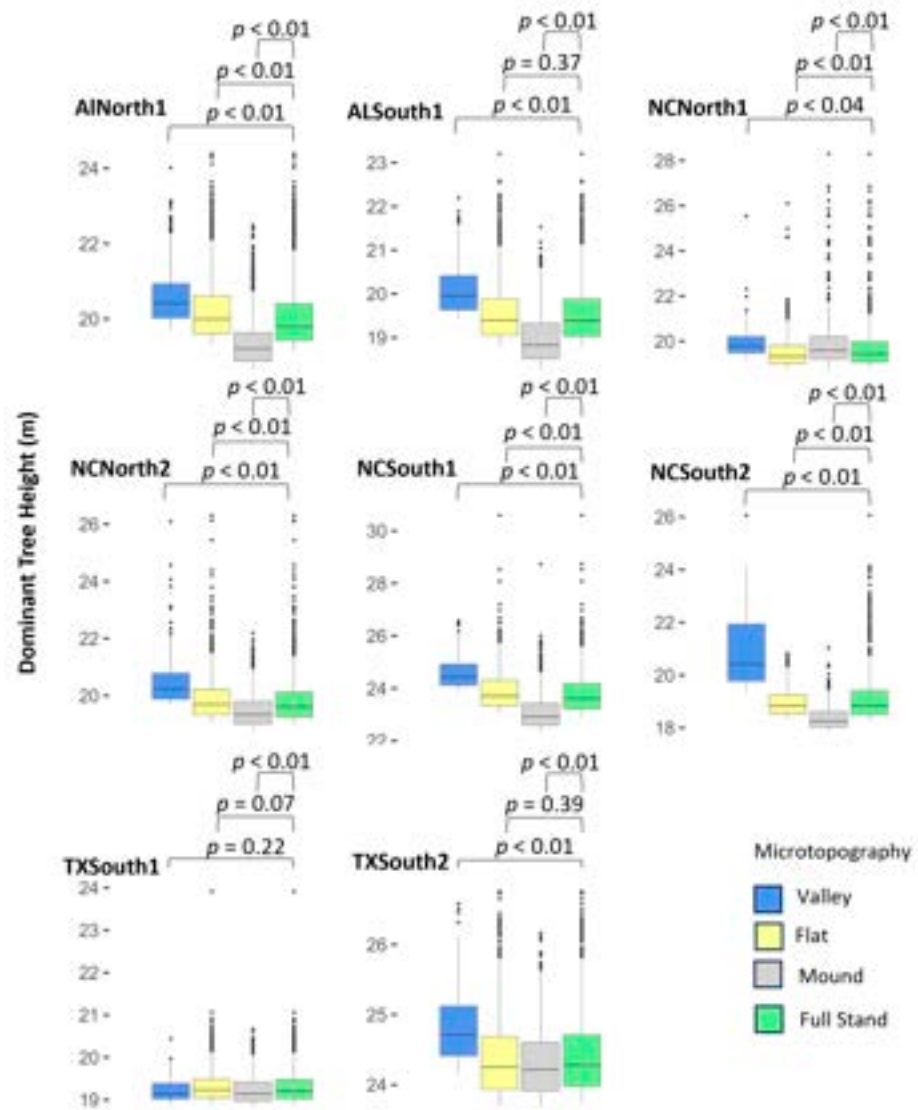 p < 0.01
p < 0.01
p < 0.01
AlNorth1
24
22
20
p < 0.01
p = 0.37
p < 0.01
ALSouth1
23
22
21
20
19
p < 0.01
p < 0.01
p < 0.04
NCNorth1
28
26
24
22
20
Dominant Tree Height (m)
p < 0.01
p < 0.01
p < 0.01
NCNorth2
26
24
22
20
p < 0.01
p < 0.01
p < 0.01
NCSouth1
30
28
26
24
22
p < 0.01
p < 0.01
p < 0.01
NCSouth2
26
24
22
20
18
p < 0.01
p = 0.07
p = 0.22
TXSouth1
24
23
22
21
20
19
p < 0.01
p = 0.39
p < 0.01
TXSouth2
26
25
24
Microtopography
Valley
Flat
Mound
Full Stand